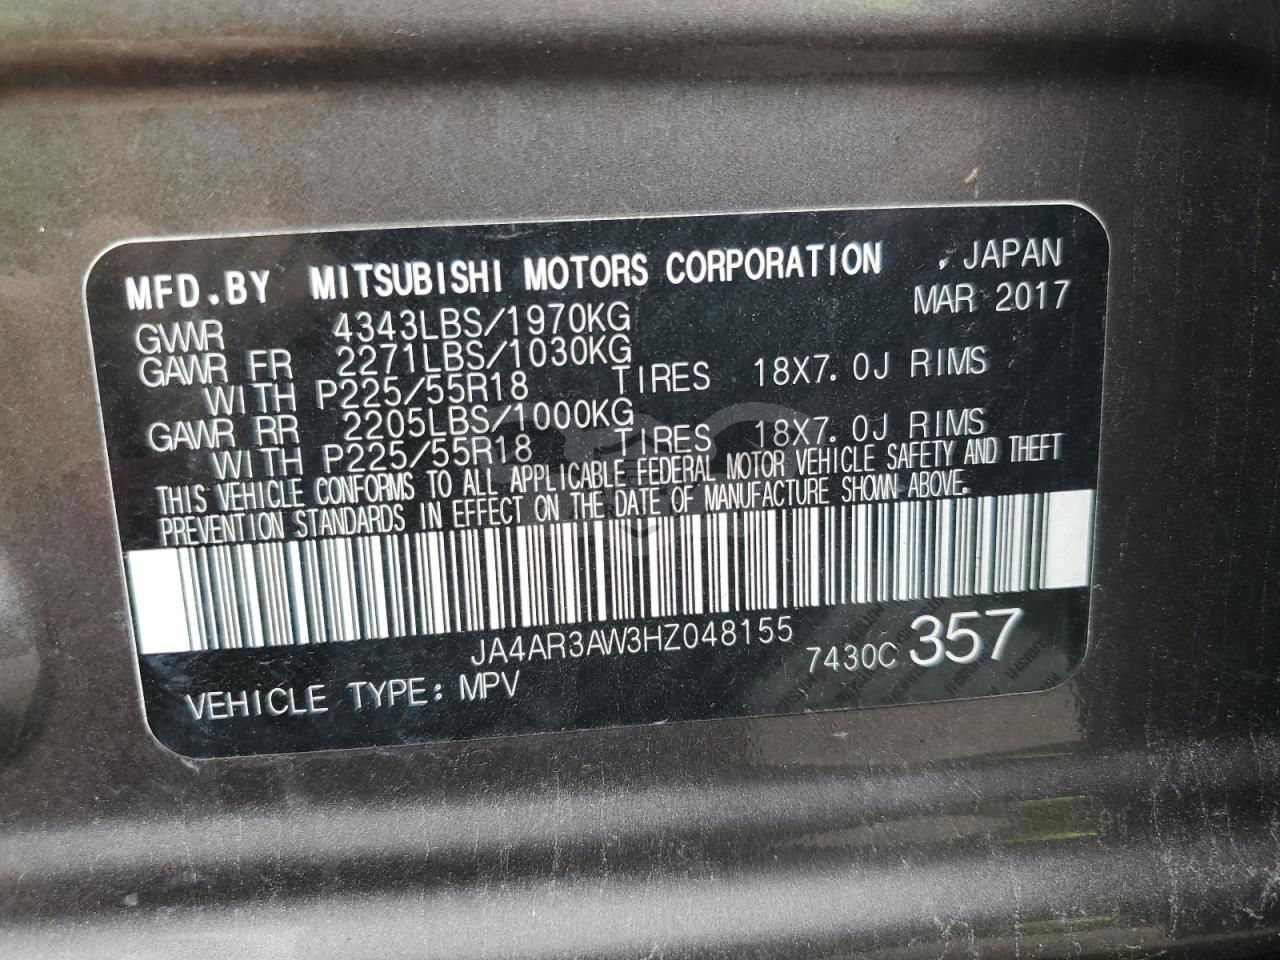 MFD.BY MITSUBISHI MOTORS CORPORATION , JAPAN
MAR 2017
GVWR 4343LBS/1970KG
GAWR FR 2271LBS/1030KG
WITH P225/55R18 TIRES 18X7.0J RIMS
GAWR RR 2205LBS/1000KG
WITH P225/55R18 TIRES 18X7.0J RIMS
THIS VEHICLE CONFORMS TO ALL APPLICABLE FEDERAL MOTOR VEHICLE SAFETY AND THEFT
PREVENTION STANDARDS IN EFFECT ON THE DATE OF MANUFACTURE SHOWN ABOVE.
JA4AR3AW3HZ048155
7430C 357
VEHICLE TYPE: MPV